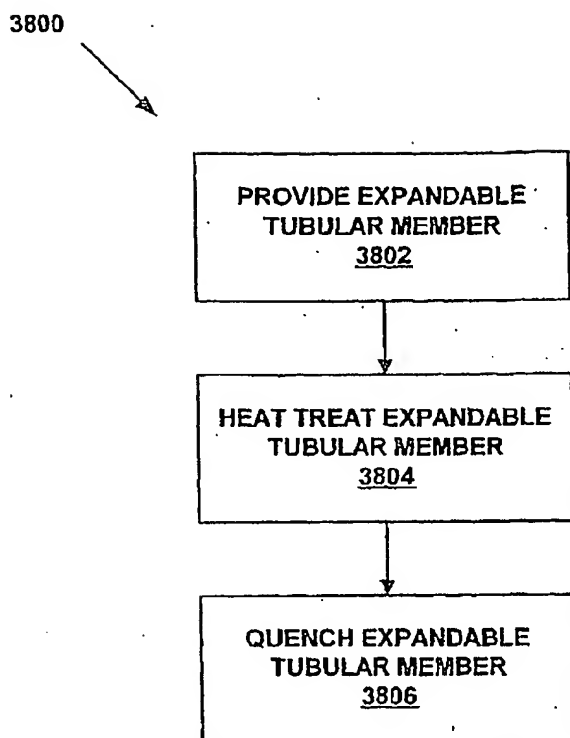 3800
PROVIDE EXPANDABLE
TUBULAR MEMBER
3802
HEAT TREAT EXPANDABLE
TUBULAR MEMBER
3804
QUENCH EXPANDABLE
TUBULAR MEMBER
3806